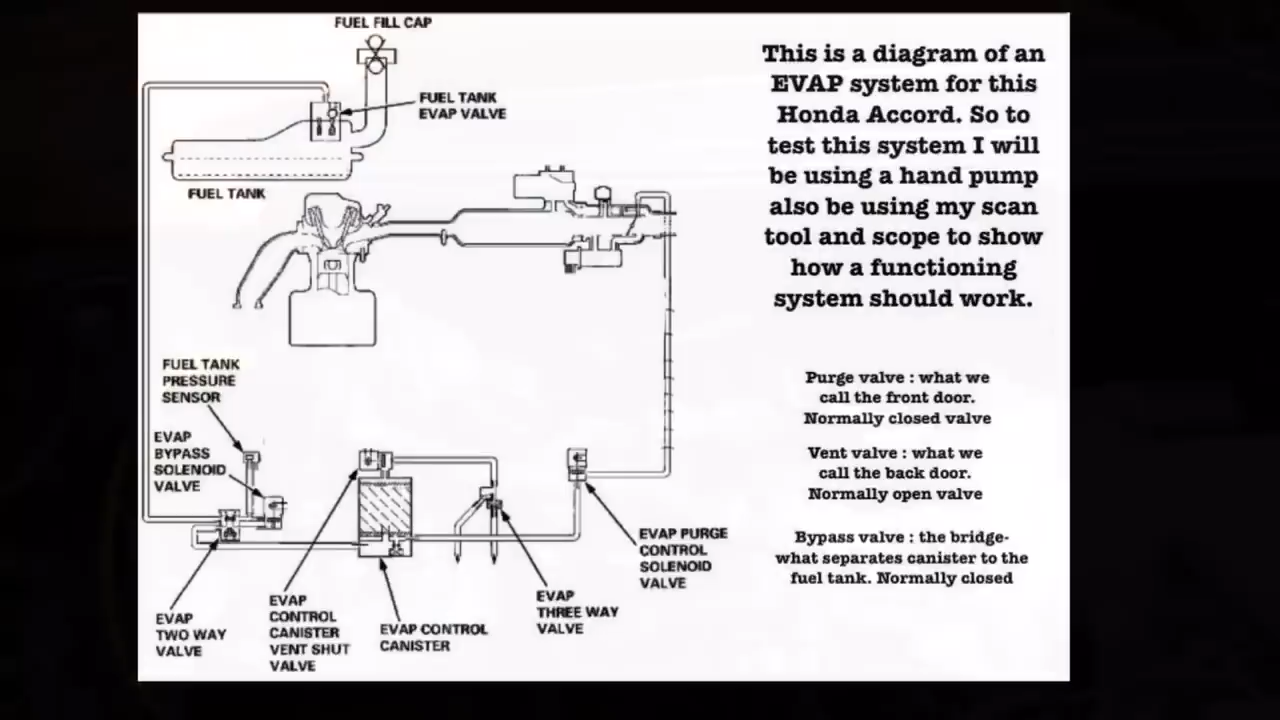 FUEL FILL CAP
FUEL TANK
EVAP VALVE
FUEL TANK
FUEL TANK
PRESSURE
SENSOR
EVAP
BYPASS
SOLENOID
VALVE
EVAP
TWO WAY
VALVE
EVAP
CONTROL
CANISTER
VENT SHUT
VALVE
EVAP CONTROL
CANISTER
EVAP
THREE WAY
VALVE
EVAP PURGE
CONTROL
SOLENOID
VALVE
This is a diagram of an
EVAP system for this
Honda Accord. So to
test this system I will
be using a hand pump
also be using my scan
tool and scope to show
how a functioning
system should work.
Purge valve : what we
call the front door.
Normally closed valve
Vent valve : what we
call the back door.
Normally open valve
Bypass valve : the bridge-
what separates canister to the
fuel tank. Normally closed